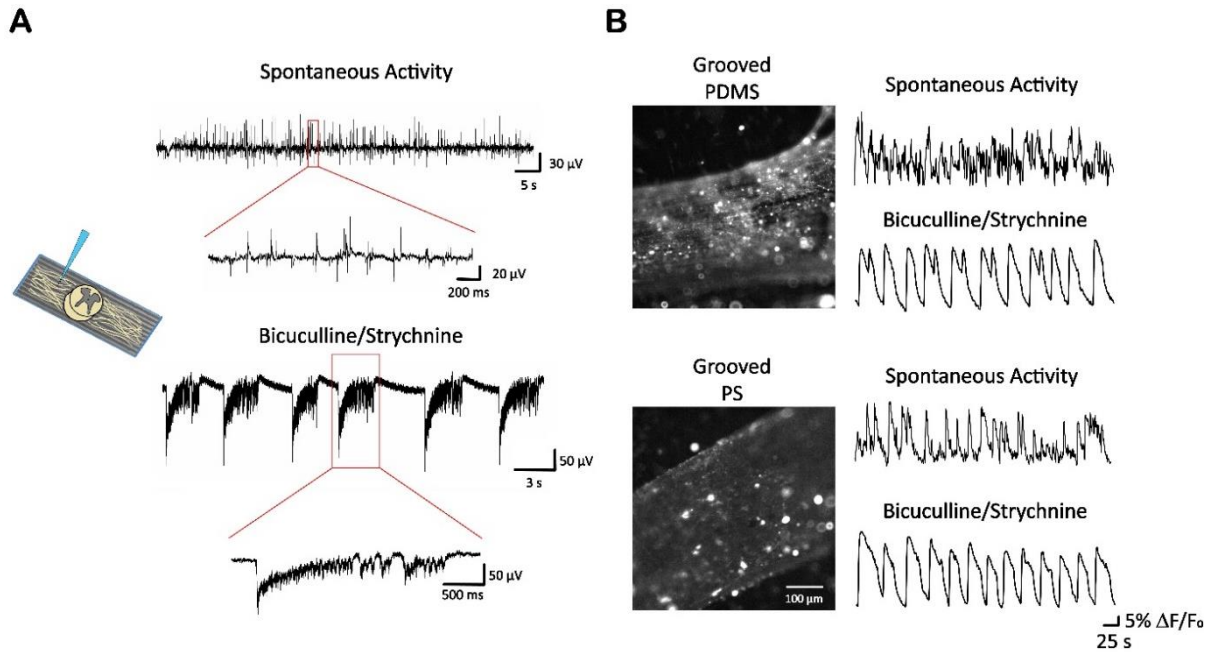 A
Spontaneous Activity
30 µV
5 s
20 µV
200 ms
Bicuculline/Strychnine
50 µV
3 s
50 µV
500 ms
B
Grooved
PDMS
Spontaneous Activity
Bicuculline/Strychnine
Grooved
PS
Spontaneous Activity
Bicuculline/Strychnine
100 µm
5% ΔF/F₀
25 s